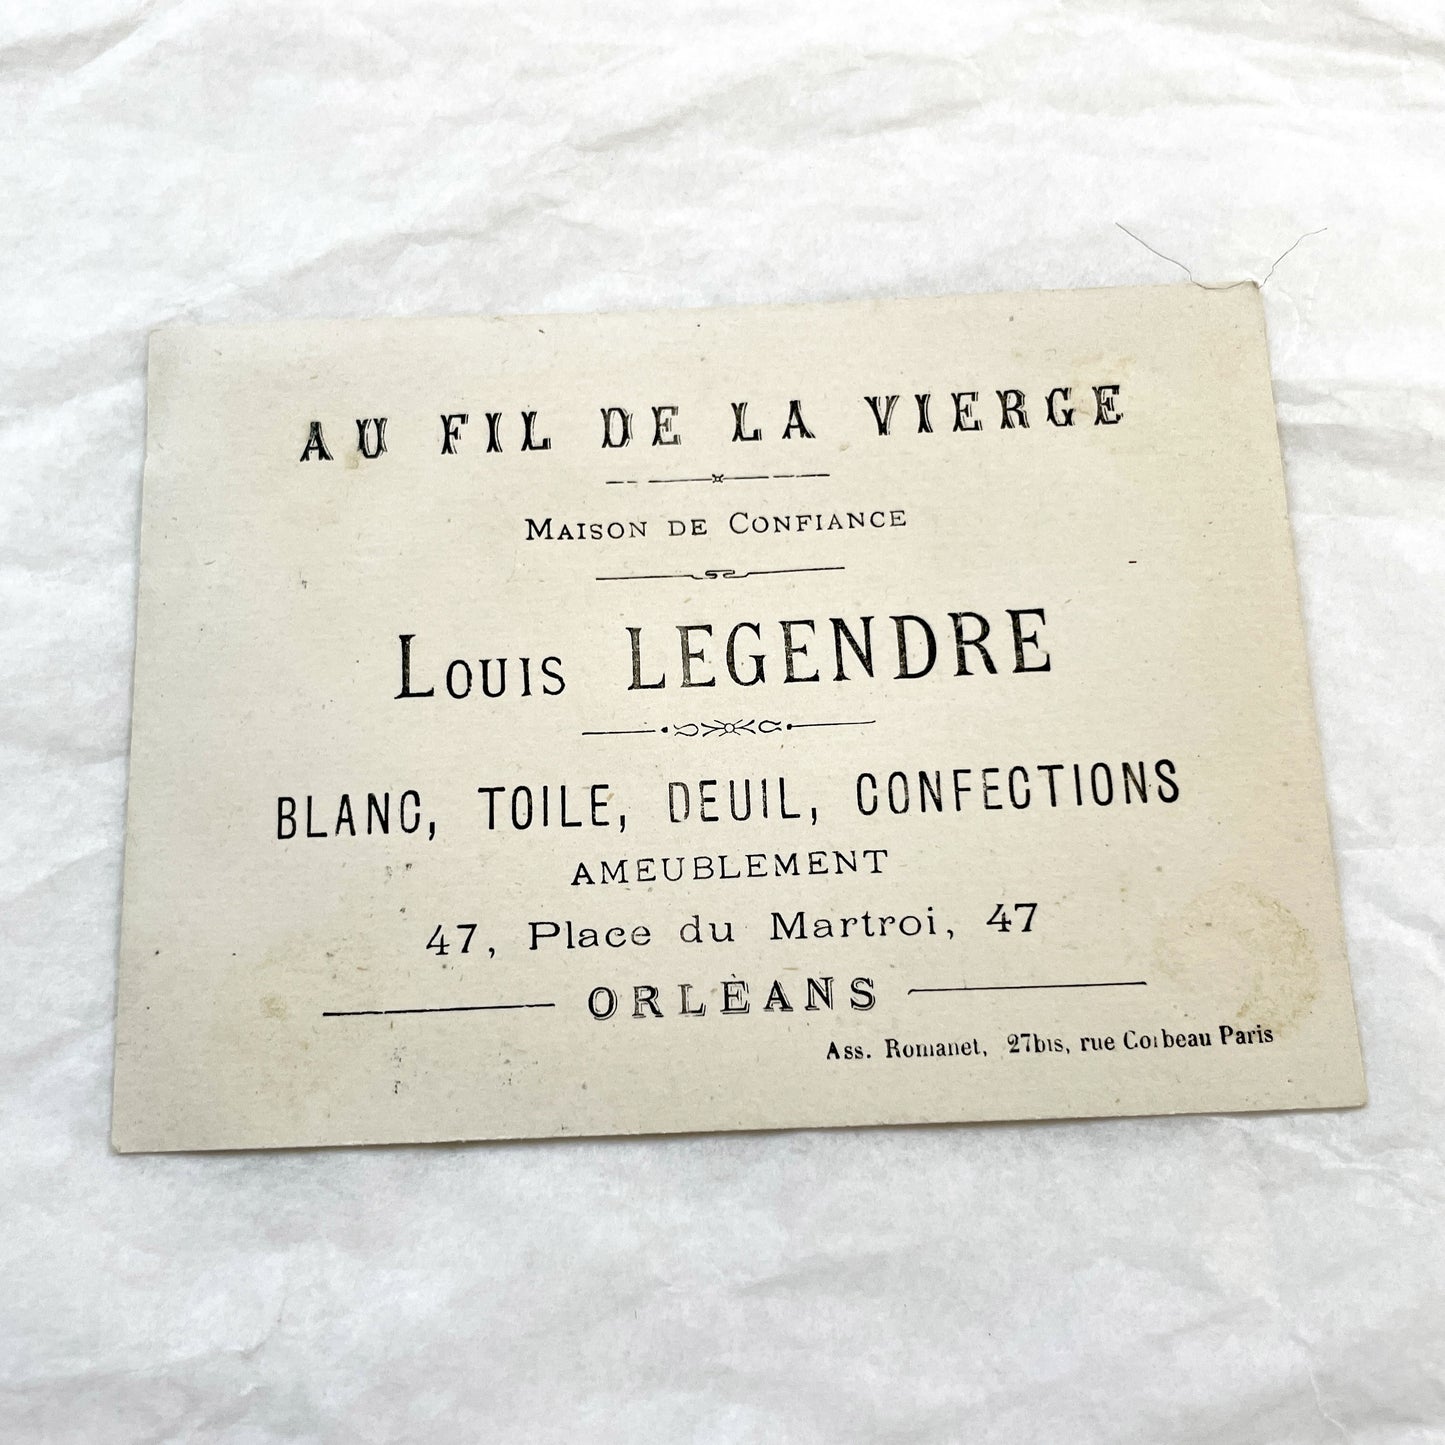 AU FIL DE LA VIERGE
MAISON DE CONFIANCE
LOUIS LEGENDRE
BLANC, TOILE, DEUIL, CONFECTIONS
AMEUBLEMENT
47, Place du Martroi, 47
ORLÉANS
Ass. Romanet, 27bis, rue Corbeau Paris